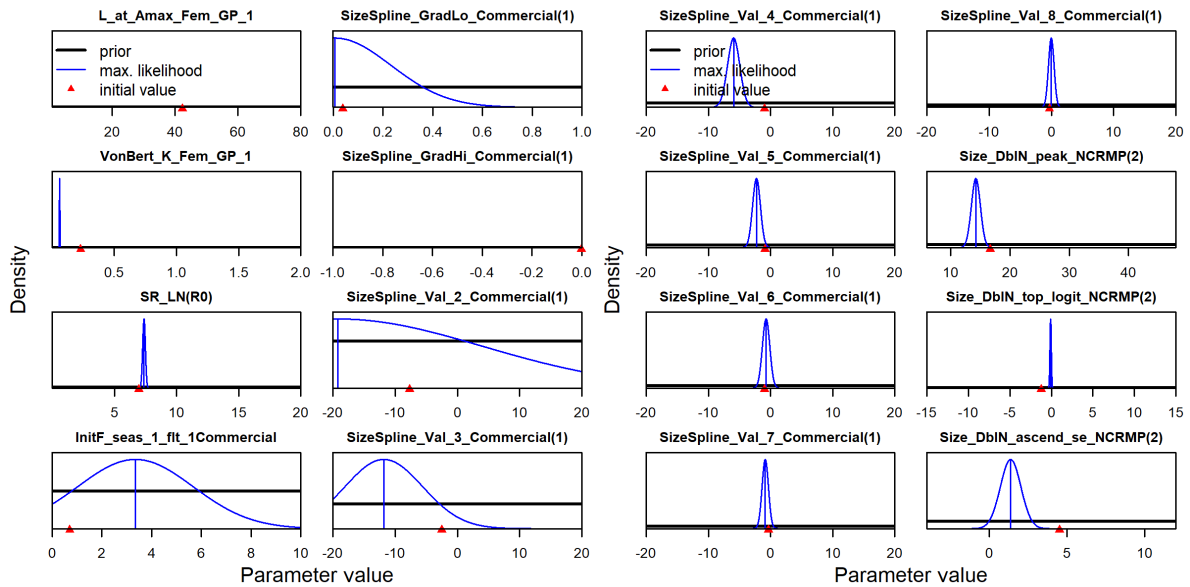 L_at_Amax_Fem_GP_1
prior
max. likelihood
initial value
20 40 60 80
SizeSpline_GradLo_Commercial(1)
0.0 0.2 0.4 0.6 0.8 1.0
VonBert_K_Fem_GP_1
0.5 1.0 1.5 2.0
SizeSpline_GradHi_Commercial(1)
-1.0 -0.8 -0.6 -0.4 -0.2 0.0
SR_LN(R0)
5 10 15 20
SizeSpline_Val_2_Commercial(1)
-20 -10 0 10 20
InitF_seas_1_flt_1Commercial
0 2 4 6 8 10
SizeSpline_Val_3_Commercial(1)
-20 -10 0 10 20
Density
Parameter value
SizeSpline_Val_4_Commercial(1)
prior
max. likelihood
initial value
-20 -10 0 10 20
SizeSpline_Val_8_Commercial(1)
-20 -10 0 10 20
SizeSpline_Val_5_Commercial(1)
-20 -10 0 10 20
Size_DblN_peak_NCRMP(2)
10 20 30 40
SizeSpline_Val_6_Commercial(1)
-20 -10 0 10 20
Size_DblN_top_logit_NCRMP(2)
-15 -10 -5 0 5 10 15
SizeSpline_Val_7_Commercial(1)
-20 -10 0 10 20
Size_DblN_ascend_se_NCRMP(2)
0 5 10
Density
Parameter value